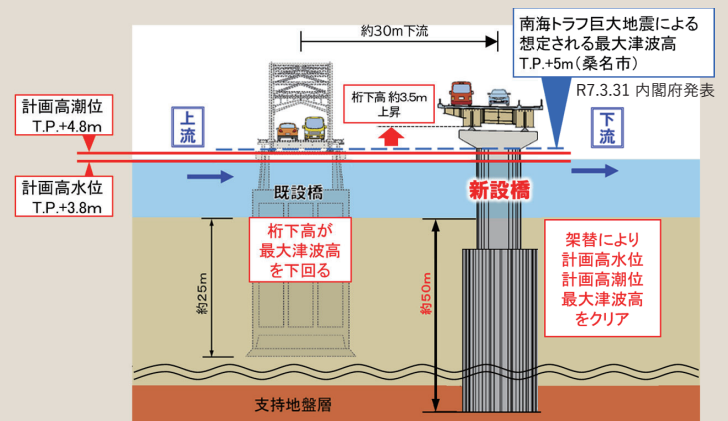 約30m下流
南海トラフ巨大地震による
想定される最大津波高
T.P.+5m(桑名市)
R7.3.31 内閣府発表
桁下高 約3.5m
上昇
計画高潮位
T.P.+4.8m
上流
下流
計画高水位
T.P.+3.8m
既設橋
新設橋
桁下高が
最大津波高
を下回る
架替により
計画高水位
計画高潮位
最大津波高
をクリア
約25m
約50m
支持地盤層